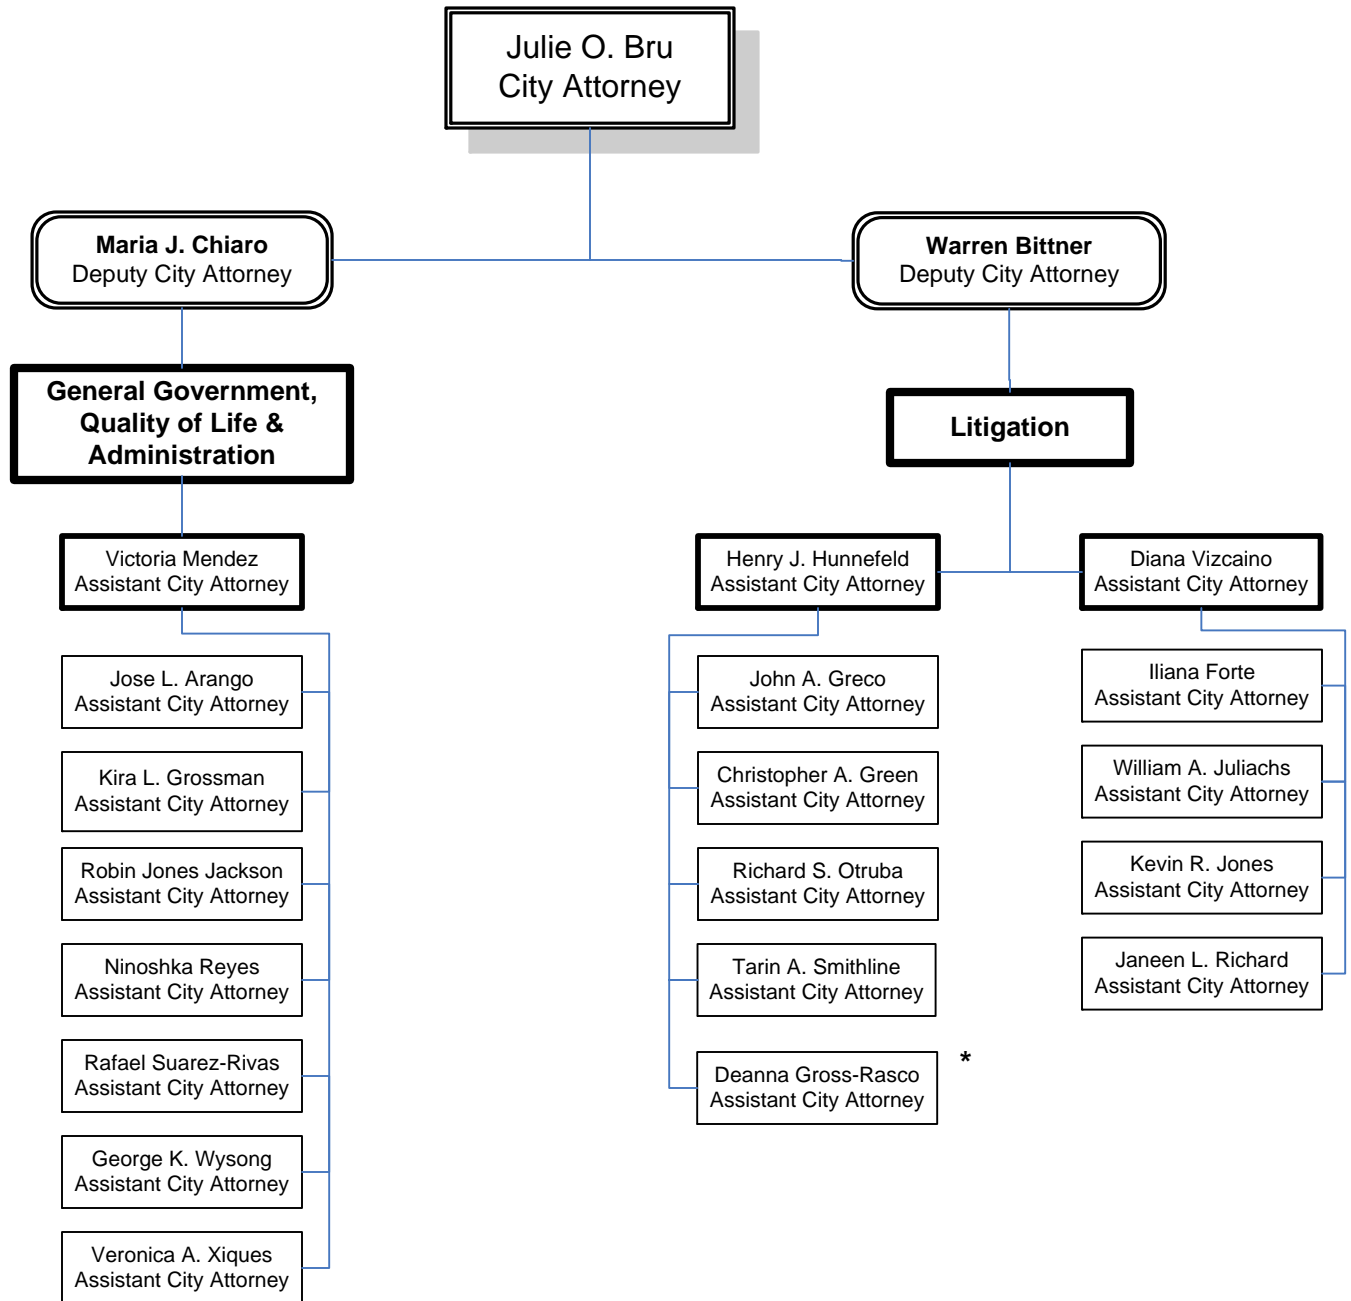 Julie O. Bru
City Attorney
Maria J. Chiaro
Deputy City Attorney
Warren Bittner
Deputy City Attorney
General Government,
Quality of Life &
Administration
Litigation
Victoria Mendez
Assistant City Attorney
Jose L. Arango
Assistant City Attorney
Kira L. Grossman
Assistant City Attorney
Robin Jones Jackson
Assistant City Attorney
Ninoshka Reyes
Assistant City Attorney
Rafael Suarez-Rivas
Assistant City Attorney
George K. Wysong
Assistant City Attorney
Veronica A. Xiques
Assistant City Attorney
Henry J. Hunnefeld
Assistant City Attorney
John A. Greco
Assistant City Attorney
Christopher A. Green
Assistant City Attorney
Richard S. Otruba
Assistant City Attorney
Tarin A. Smithline
Assistant City Attorney
Deanna Gross-Rasco
Assistant City Attorney
*
Diana Vizcaino
Assistant City Attorney
Iliana Forte
Assistant City Attorney
William A. Juliachs
Assistant City Attorney
Kevin R. Jones
Assistant City Attorney
Janeen L. Richard
Assistant City Attorney